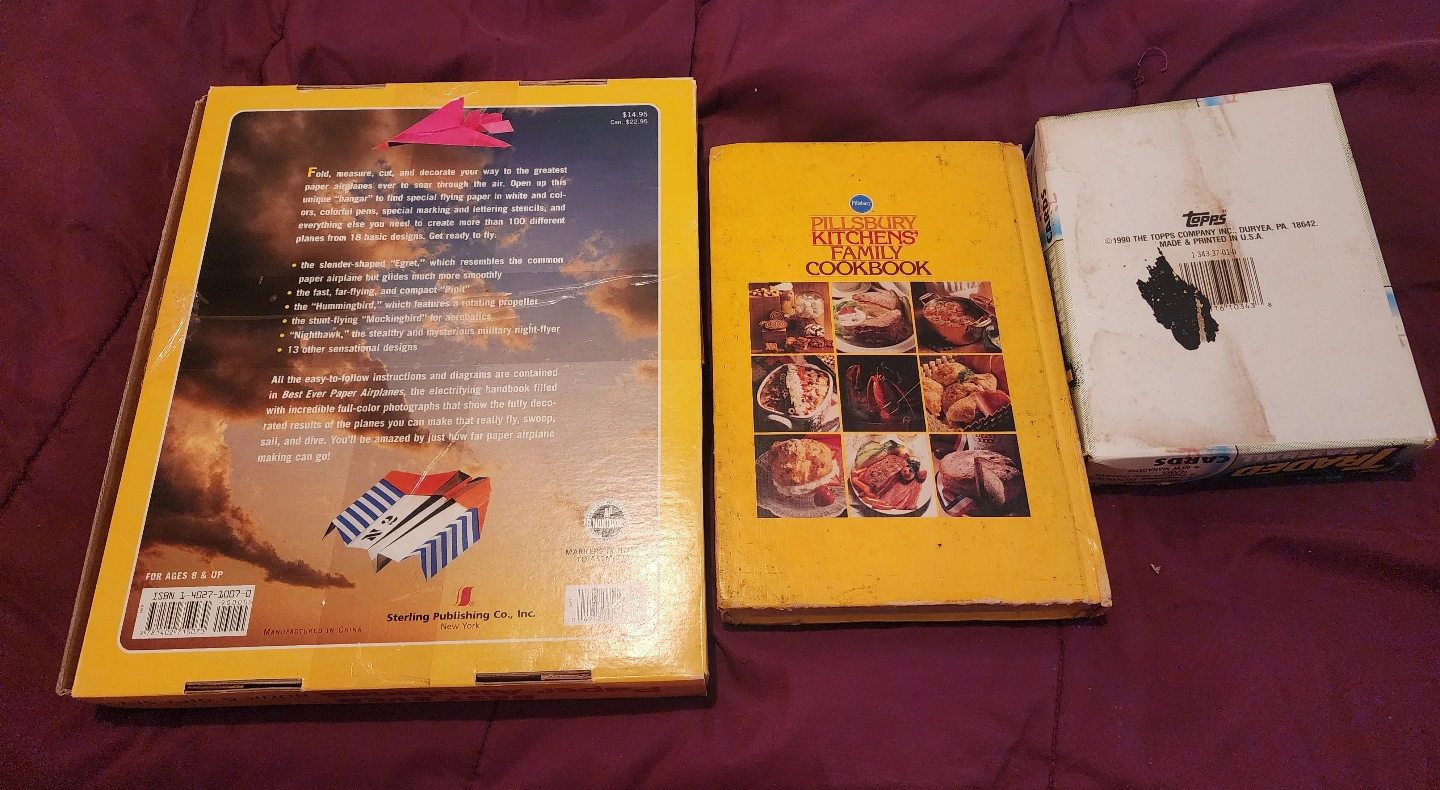 $14.95
Can. $22.95
Fold, measure, cut, and decorate your way to the greatest
paper airplanes ever to soar through the air. Open up this
unique "hangar" to find special flying paper in white and col-
ors, colorful pens, special marking and lettering stencils, and
everything else you need to create more than 100 different
planes from 18 basic designs. Get ready to fly:
• the slender-shaped "Egret," which resembles the common
paper airplane but glides much more smoothly
• the fast, far-flying, and compact "Pipit"
• the "Hummingbird," which features a rotating propeller
• the stunt-flying "Mockingbird" for aerobatics
• "Nighthawk," the stealthy and mysterious military night-flyer
• 13 other sensational designs
All the easy-to-follow instructions and diagrams are contained
in Best Ever Paper Airplanes, the electrifying handbook filled
with incredible full-color photographs that show the fully deco-
rated results of the planes you can make that really fly, swoop,
sail, and dive. You'll be amazed by just how far paper airplane
making can go!
N 2
FOR AGES 8 & UP
ISBN 1-4027-1007-0
MANUFACTURED IN CHINA
Sterling Publishing Co., Inc.
New York
MARKERS
Pillsbury
PILLSBURY
KITCHENS'
FAMILY
COOKBOOK
Topps
©1990 THE TOPPS COMPANY INC., DURYEA, PA. 18642.
MADE & PRINTED IN U.S.A.
1-343-37-01-0
CARDS
TRADED
CARDS